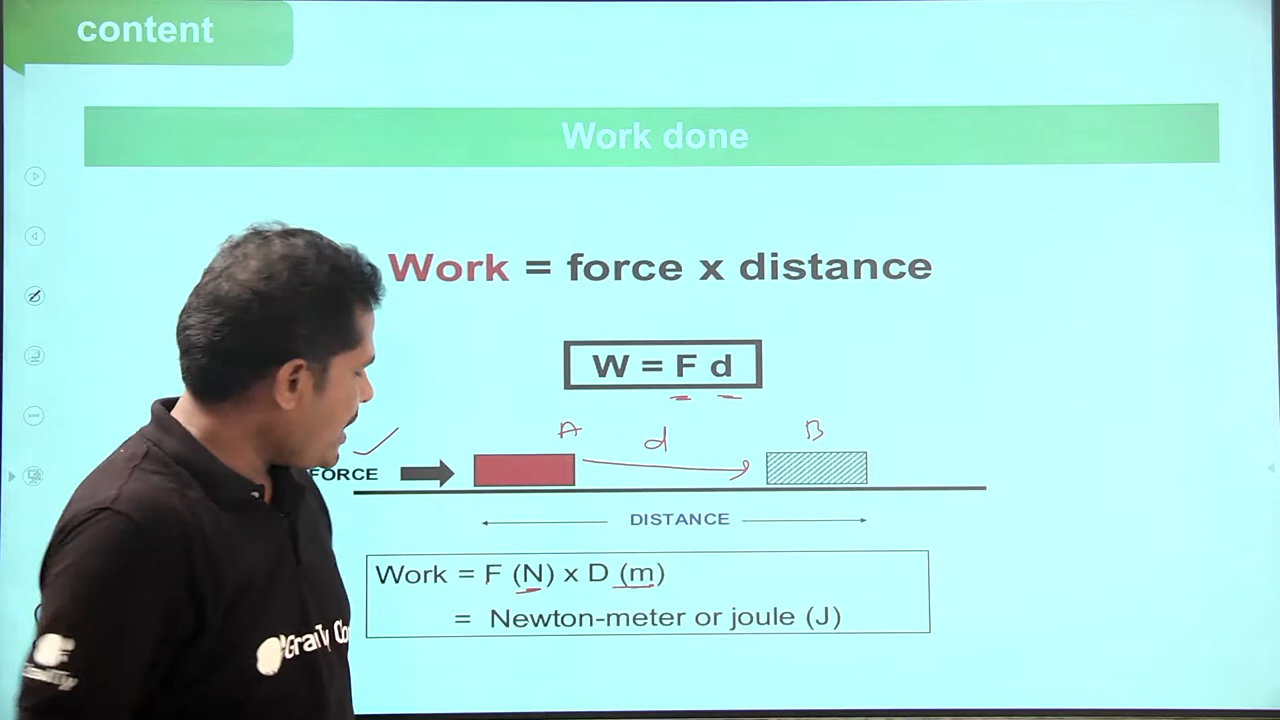 content
Work done
Work = force x distance
W = F d
A d B
FORCE
DISTANCE
Work = F (N) x D (m)
= Newton-meter or joule (J)